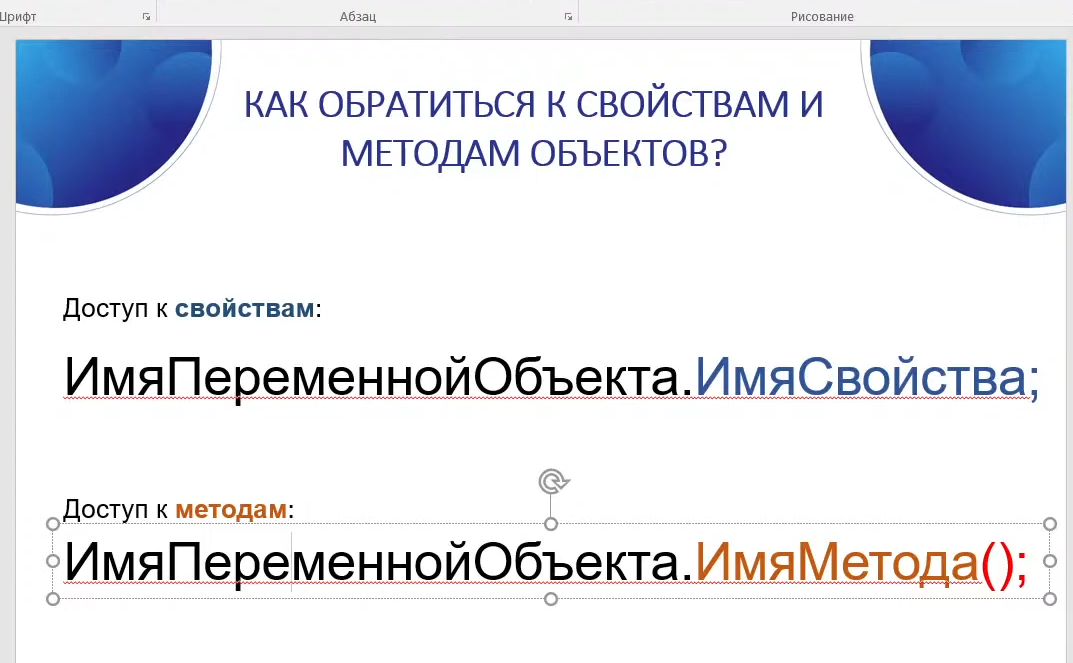 Шрифт Абзац Рисование
КАК ОБРАТИТЬСЯ К СВОЙСТВАМ И
МЕТОДАМ ОБЪЕКТОВ?
Доступ к свойствам:
ИмяПеременнойОбъекта.ИмяСвойства;
Доступ к методам:
ИмяПеременнойОбъекта.ИмяМетода();